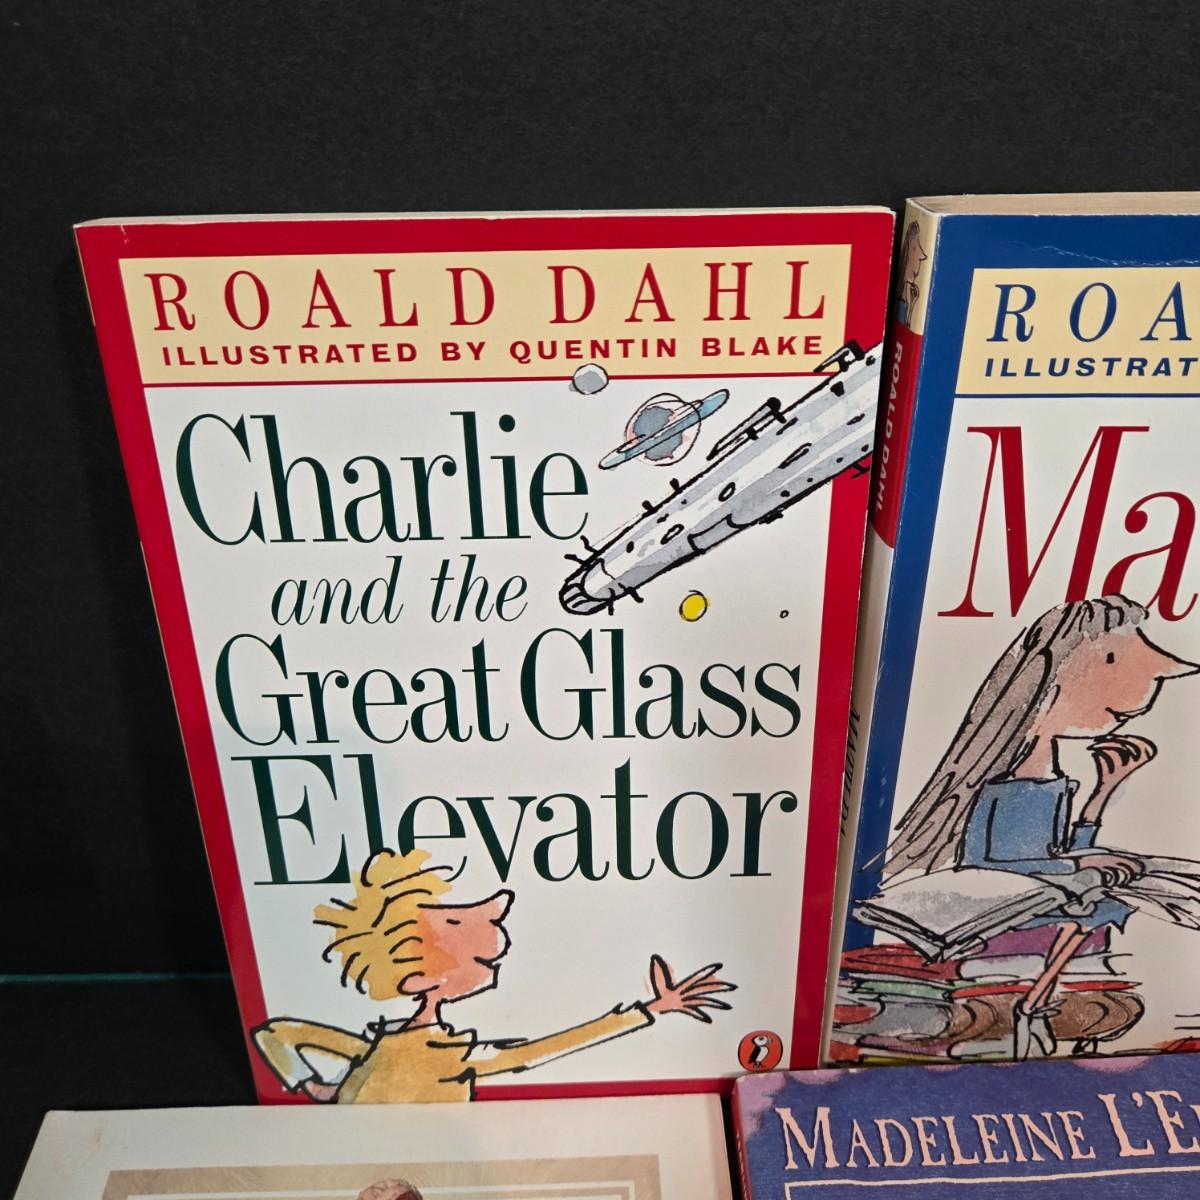 ROALD DAHL
ILLUSTRATED BY QUENTIN BLAKE
Charlie
and the
Great Glass
Elevator
ROALD DAHL
ROA
ILLUSTRAT
Ma
MADELEINE L'E